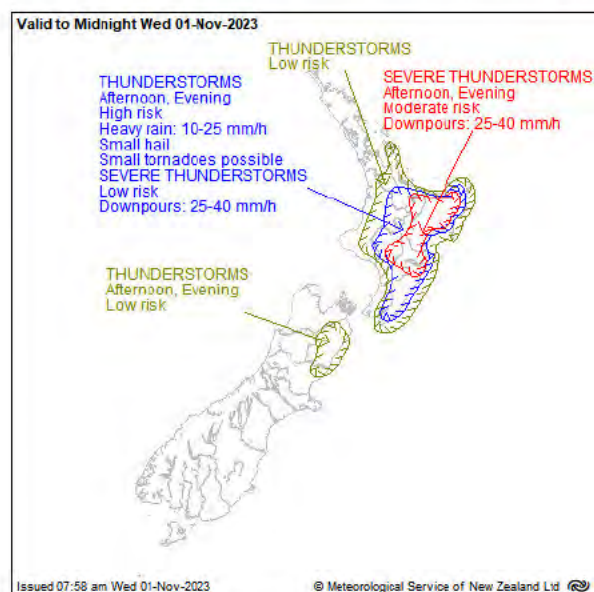 Valid to Midnight Wed 01-Nov-2023
THUNDERSTORMS
Low risk
THUNDERSTORMS
Afternoon, Evening
High risk
Heavy rain: 10-25 mm/h
Small hail
Small tornadoes possible
SEVERE THUNDERSTORMS
Low risk
Downpours: 25-40 mm/h
SEVERE THUNDERSTORMS
Afternoon, Evening
Moderate risk
Downpours: 25-40 mm/h
THUNDERSTORMS
Afternoon, Evening
Low risk
Issued 07:58 am Wed 01-Nov-2023
© Meteorological Service of New Zealand Ltd